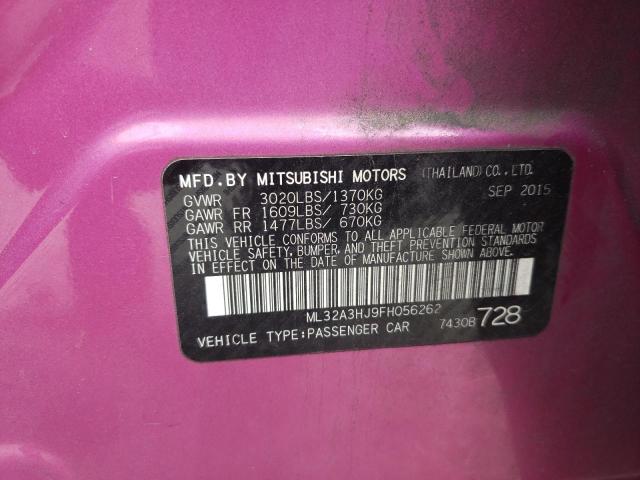 MFD.BY MITSUBISHI MOTORS (THAILAND)CO.,LTD.
GVWR 3020LBS/1370KG SEP 2015
GAWR FR 1609LBS/ 730KG
GAWR RR 1477LBS/ 670KG
THIS VEHICLE CONFORMS TO ALL APPLICABLE FEDERAL MOTOR
VEHICLE SAFETY, BUMPER, AND THEFT PREVENTION STANDARDS
IN EFFECT ON THE DATE OF MANUFACTURE SHOWN ABOVE.
ML32A3HJ9FH056262
VEHICLE TYPE:PASSENGER CAR 7430B 728